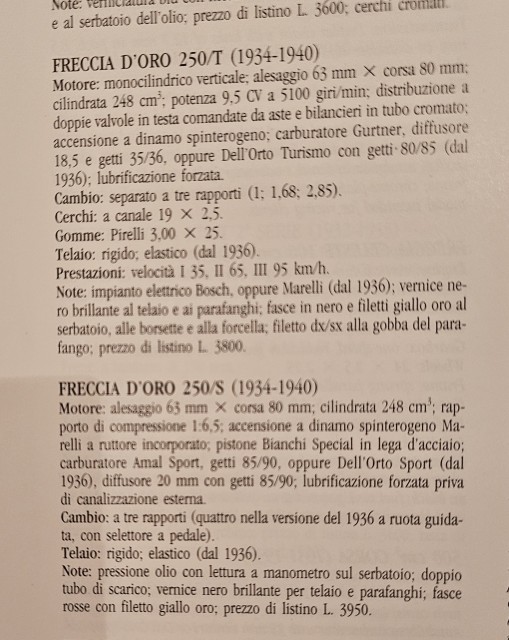 Note: verniciatura blu con
e al serbatoio dell'olio; prezzo di listino L. 3600; cerchi cromati.
FRECCIA D'ORO 250/T (1934-1940)
Motore: monocilindrico verticale; alesaggio 63 mm × corsa 80 mm;
cilindrata 248 cm³; potenza 9,5 CV a 5100 giri/min; distribuzione a
doppie valvole in testa comandate da aste e bilancieri in tubo cromato;
accensione a dinamo spinterogeno; carburatore Gurtner, diffusore
18,5 e getti 35/36, oppure Dell'Orto Turismo con getti 80/85 (dal
1936); lubrificazione forzata.
Cambio: separato a tre rapporti (1; 1,68; 2,85).
Cerchi: a canale 19 × 2,5.
Gomme: Pirelli 3,00 × 25.
Telaio: rigido; elastico (dal 1936).
Prestazioni: velocità I 35, II 65, III 95 km/h.
Note: impianto elettrico Bosch, oppure Marelli (dal 1936); vernice ne-
ro brillante al telaio e ai parafanghi; fasce in nero e filetti giallo oro al
serbatoio, alle borsette e alla forcella; filetto dx/sx alla gobba del para-
fango; prezzo di listino L. 3800.
FRECCIA D'ORO 250/S (1934-1940)
Motore: alesaggio 63 mm × corsa 80 mm; cilindrata 248 cm³; rap-
porto di compressione 1:6,5; accensione a dinamo spinterogeno Ma-
relli a ruttore incorporato; pistone Bianchi Special in lega d'acciaio;
carburatore Amal Sport, getti 85/90, oppure Dell'Orto Sport (dal
1936), diffusore 20 mm con getti 85/90; lubrificazione forzata priva
di canalizzazione esterna.
Cambio: a tre rapporti (quattro nella versione del 1936 a ruota guida-
ta, con selettore a pedale).
Telaio: rigido; elastico (dal 1936).
Note: pressione olio con lettura a manometro sul serbatoio; doppio
tubo di scarico; vernice nero brillante per telaio e parafanghi; fasce
rosse con filetto giallo oro; prezzo di listino L. 3950.